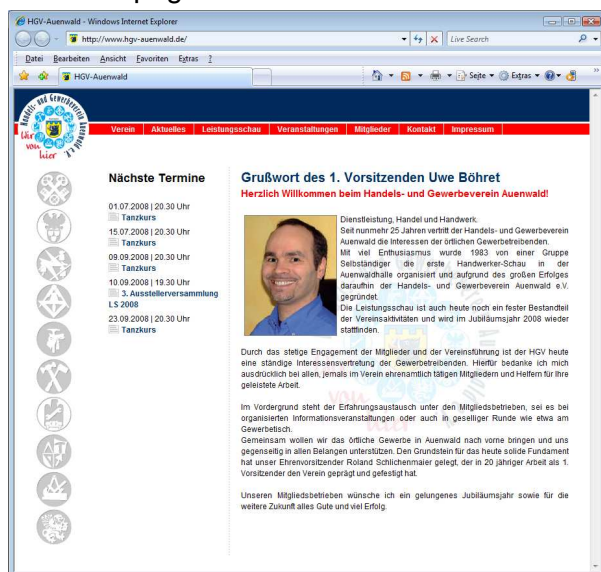 HGV-Auenwald - Windows Internet Explorer
http://www.hgv-auenwald.de/
Live Search
Datei Bearbeiten Ansicht Favoriten Extras ?
HGV-Auenwald
Seite Extras
Handels- und Gewerbeverein Auenwald e.V.
von hier
Verein Aktuelles Leistungsschau Veranstaltungen Mitglieder Kontakt Impressum
Nächste Termine
01.07.2008 | 20.30 Uhr
Tanzkurs
15.07.2008 | 20.30 Uhr
Tanzkurs
09.09.2008 | 20.30 Uhr
Tanzkurs
10.09.2008 | 19.30 Uhr
3. Ausstellerversammlung
LS 2008
23.09.2008 | 20.30 Uhr
Tanzkurs
Grußwort des 1. Vorsitzenden Uwe Böhret
Herzlich Willkommen beim Handels- und Gewerbeverein Auenwald!
Dienstleistung, Handel und Handwerk.
Seit nunmehr 25 Jahren vertritt der Handels- und Gewerbeverein
Auenwald die Interessen der örtlichen Gewerbetreibenden.
Mit viel Enthusiasmus wurde 1983 von einer Gruppe
Selbständiger die erste Handwerker-Schau in der
Auenwaldhalle organisiert und aufgrund des großen Erfolges
daraufhin der Handels- und Gewerbeverein Auenwald e.V.
gegründet.
Die Leistungsschau ist auch heute noch ein fester Bestandteil
der Vereinsaktivitäten und wird im Jubiläumsjahr 2008 wieder
stattfinden.
Durch das stetige Engagement der Mitglieder und der Vereinsführung ist der HGV heute
eine ständige Interessensvertretung der Gewerbetreibenden. Hierfür bedanke ich mich
ausdrücklich bei allen, jemals im Verein ehrenamtlich tätigen Mitgliedern und Helfern für Ihre
geleistete Arbeit.
Im Vordergrund steht der Erfahrungsaustausch unter den Mitgliedsbetrieben, sei es bei
organisierten Informationsveranstaltungen oder auch in geselliger Runde wie etwa am
Gewerbetisch.
Gemeinsam wollen wir das örtliche Gewerbe in Auenwald nach vorne bringen und uns
gegenseitig in allen Belangen unterstützen. Den Grundstein für das heute solide Fundament
hat unser Ehrenvorsitzender Roland Schlichenmaier gelegt, der in 20 jähriger Arbeit als 1.
Vorsitzender den Verein geprägt und gefestigt hat.
Unseren Mitgliedsbetrieben wünsche ich ein gelungenes Jubiläumsjahr sowie für die
weitere Zukunft alles Gute und viel Erfolg.